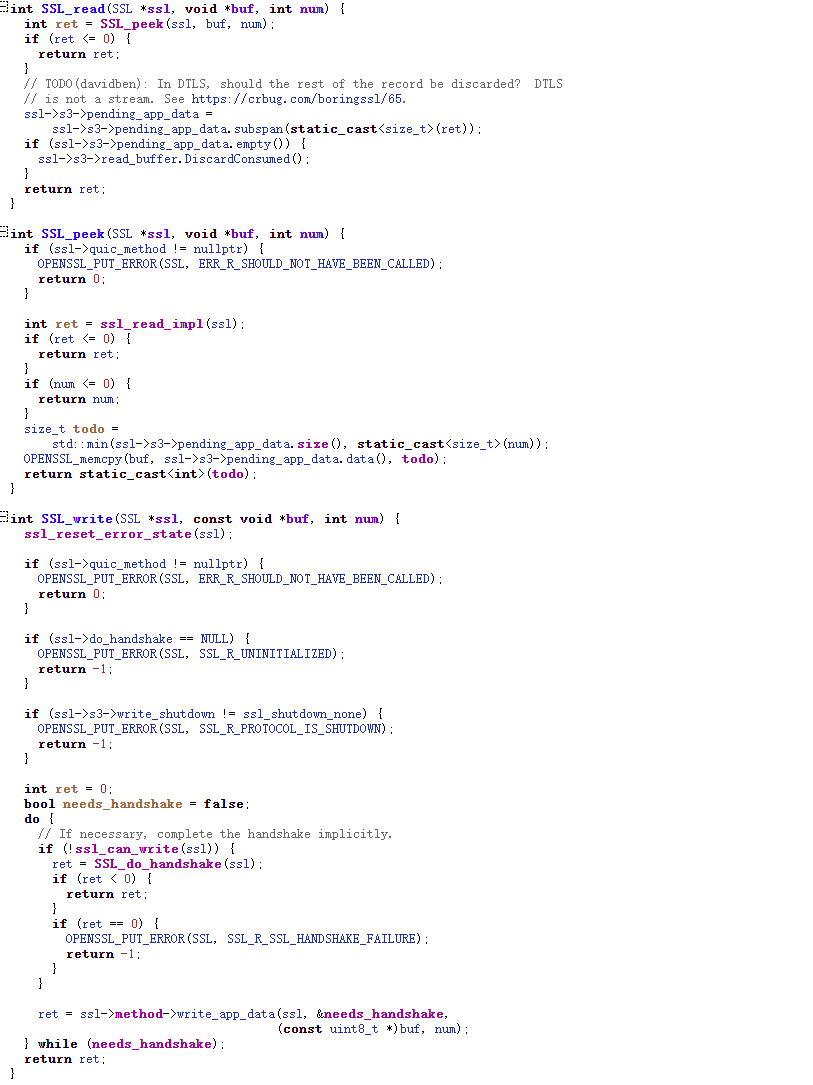 int SSL_read(SSL *ssl, void *buf, int num) {
  int ret = SSL_peek(ssl, buf, num);
  if (ret <= 0) {
    return ret;
  }
  // TODO(davidben): In DTLS, should the rest of the record be discarded?  DTLS
  // is not a stream. See https://crbug.com/boringssl/65.
  ssl->s3->pending_app_data =
      ssl->s3->pending_app_data.subspan(static_cast<size_t>(ret));
  if (ssl->s3->pending_app_data.empty()) {
    ssl->s3->read_buffer.DiscardConsumed();
  }
  return ret;
}

int SSL_peek(SSL *ssl, void *buf, int num) {
  if (ssl->quic_method != nullptr) {
    OPENSSL_PUT_ERROR(SSL, ERR_R_SHOULD_NOT_HAVE_BEEN_CALLED);
    return 0;
  }

  int ret = ssl_read_impl(ssl);
  if (ret <= 0) {
    return ret;
  }
  if (num <= 0) {
    return num;
  }
  size_t todo =
      std::min(ssl->s3->pending_app_data.size(), static_cast<size_t>(num));
  OPENSSL_memcpy(buf, ssl->s3->pending_app_data.data(), todo);
  return static_cast<int>(todo);
}

int SSL_write(SSL *ssl, const void *buf, int num) {
  ssl_reset_error_state(ssl);

  if (ssl->quic_method != nullptr) {
    OPENSSL_PUT_ERROR(SSL, ERR_R_SHOULD_NOT_HAVE_BEEN_CALLED);
    return 0;
  }

  if (ssl->do_handshake == NULL) {
    OPENSSL_PUT_ERROR(SSL, SSL_R_UNINITIALIZED);
    return -1;
  }

  if (ssl->s3->write_shutdown != ssl_shutdown_none) {
    OPENSSL_PUT_ERROR(SSL, SSL_R_PROTOCOL_IS_SHUTDOWN);
    return -1;
  }

  int ret = 0;
  bool needs_handshake = false;
  do {
    // If necessary, complete the handshake implicitly.
    if (!ssl_can_write(ssl)) {
      ret = SSL_do_handshake(ssl);
      if (ret < 0) {
        return ret;
      }
      if (ret == 0) {
        OPENSSL_PUT_ERROR(SSL, SSL_R_SSL_HANDSHAKE_FAILURE);
        return -1;
      }
    }

    ret = ssl->method->write_app_data(ssl, &needs_handshake,
                                      (const uint8_t *)buf, num);
  } while (needs_handshake);
  return ret;
}